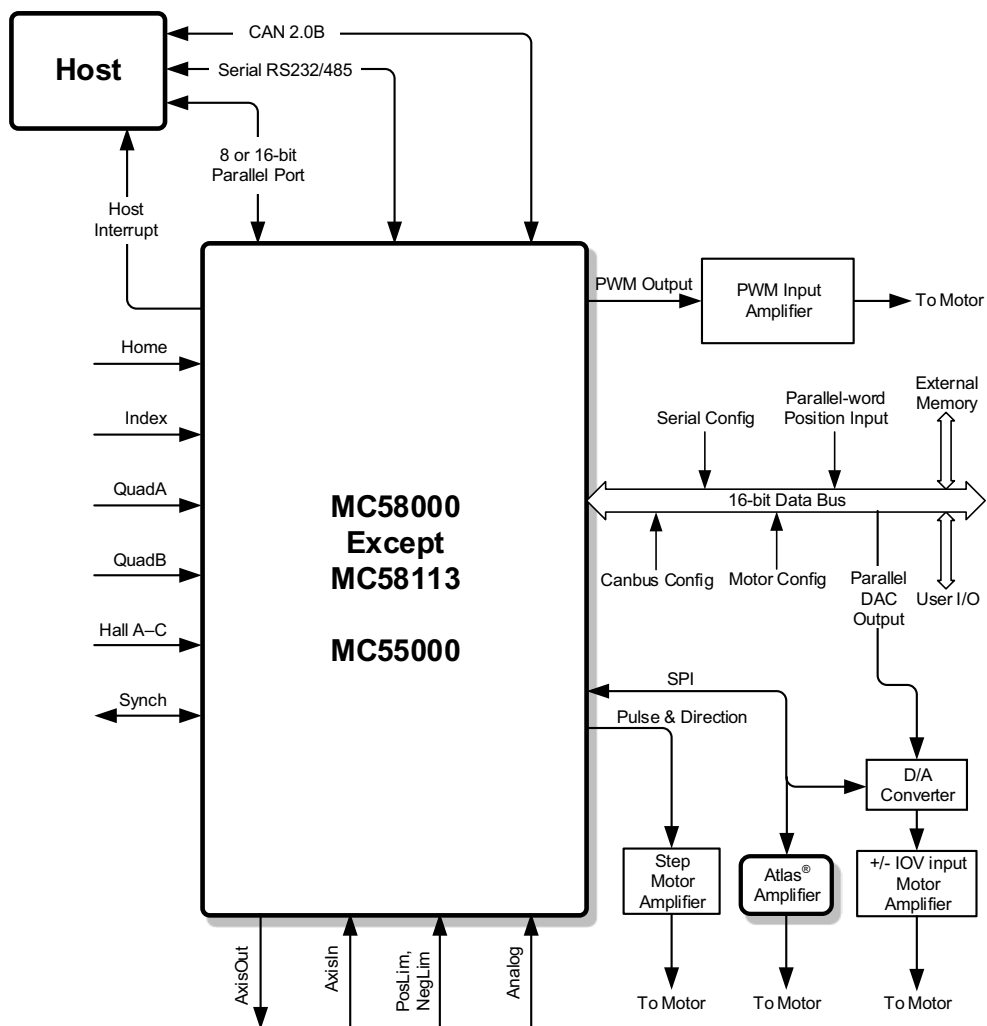 CAN 2.0B
Host
Serial RS232/485
8 or 16-bit
Parallel Port
Host
Interrupt
PWM Output
PWM Input
Amplifier
To Motor
Home
Index
QuadA
QuadB
Hall A–C
Synch
MC58000
Except
MC58113
MC55000
External
Memory
Parallel-word
Position Input
Serial Config
16-bit Data Bus
Canbus Config
Motor Config
Parallel
DAC
Output
User I/O
SPI
Pulse & Direction
D/A
Converter
Step
Motor
Amplifier
Atlas®
Amplifier
+/- IOV input
Motor
Amplifier
AxisOut
AxisIn
PosLim,
NegLim
Analog
To Motor
To Motor
To Motor